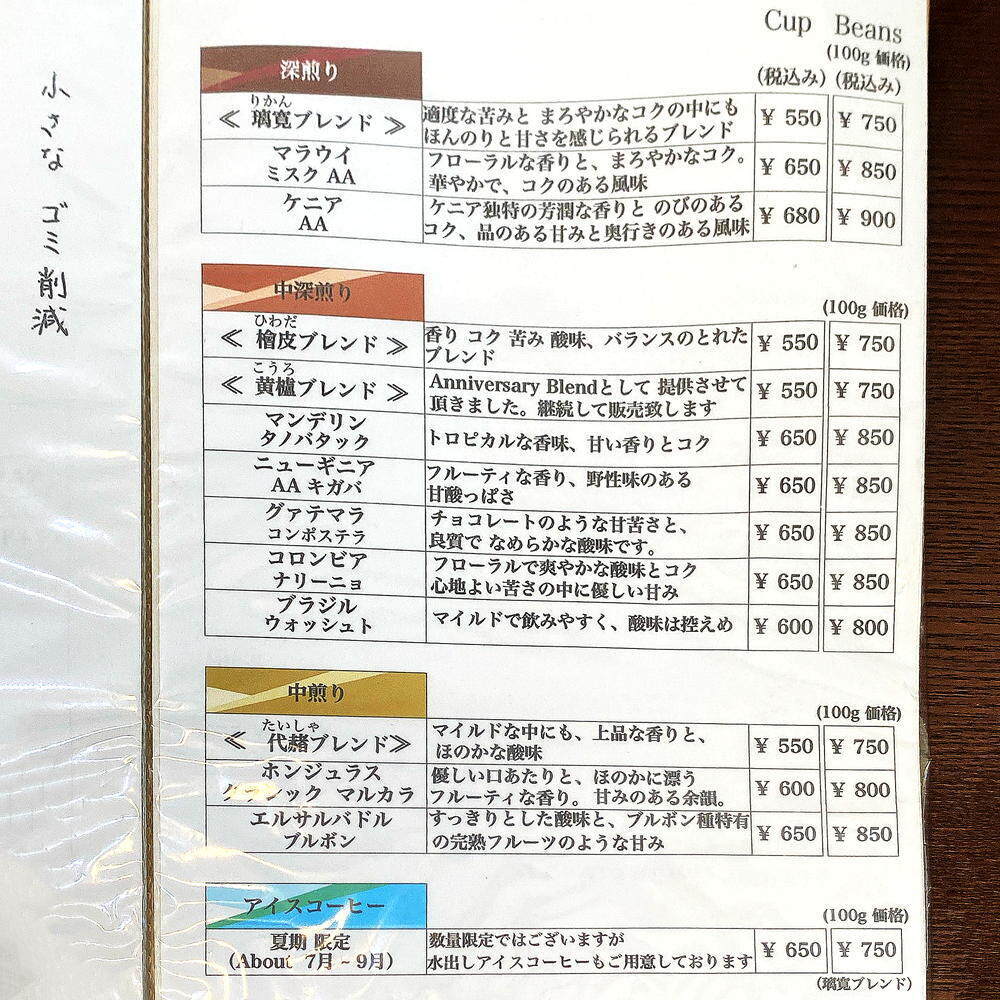 小さな ゴミ削減
Cup Beans
(100g 価格)
(税込み) (税込み)
深煎り
りかん
≪ 璃寛ブレンド ≫
適度な苦みと まろやかなコクの中にも
ほんのりと甘さを感じられるブレンド
¥ 550 ¥ 750
マラウイ
ミスク AA
フローラルな香りと、まろやかなコク。
華やかで、コクのある風味
¥ 650 ¥ 850
ケニア
AA
ケニア独特の芳潤な香りと のびのある
コク、品のある甘みと奥行きのある風味
¥ 680 ¥ 900
中深煎り
(100g 価格)
ひわだ
≪ 檜皮ブレンド ≫
香り コク 苦み 酸味、バランスのとれた
ブレンド
¥ 550 ¥ 750
こうろ
≪ 黄櫨ブレンド ≫
Anniversary Blendとして 提供させて
頂きました。継続して販売致します
¥ 550 ¥ 750
マンデリン
タノバタック
トロピカルな香味、甘い香りとコク
¥ 650 ¥ 850
ニューギニア
AA キガバ
フルーティな香り、野性味のある
甘酸っぱさ
¥ 650 ¥ 850
グァテマラ
コンポステラ
チョコレートのような甘苦さと、
良質で なめらかな酸味です。
¥ 650 ¥ 850
コロンビア
ナリーニョ
フローラルで爽やかな酸味とコク
心地よい苦さの中に優しい甘み
¥ 650 ¥ 850
ブラジル
ウォッシュト
マイルドで飲みやすく、酸味は控えめ
¥ 600 ¥ 800
中煎り
(100g 価格)
たいしゃ
≪ 代赭ブレンド≫
マイルドな中にも、上品な香りと、
ほのかな酸味
¥ 550 ¥ 750
ホンジュラス
クラシック マルカラ
優しい口あたりと、ほのかに漂う
フルーティな香り。 甘みのある余韻。
¥ 600 ¥ 800
エルサルバドル
ブルボン
すっきりとした酸味と、ブルボン種特有
の完熟フルーツのような甘み
¥ 650 ¥ 850
アイスコーヒー
(100g 価格)
夏期 限定
(About 7月 ~ 9月)
数量限定ではございますが
水出しアイスコーヒーもご用意しております
¥ 650 ¥ 750
(璃寛ブレンド)